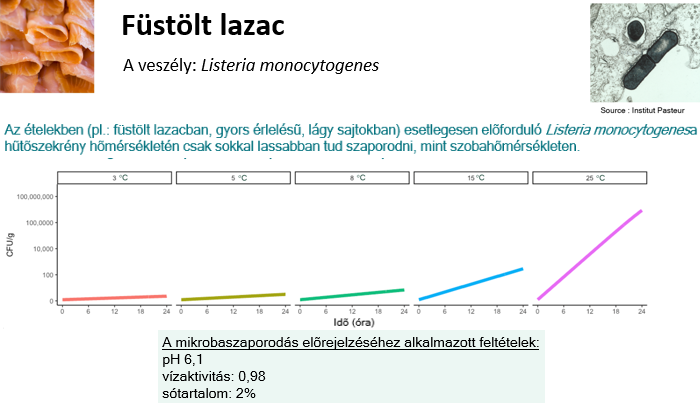 Füstölt lazac
A veszély: Listeria monocytogenes
Source : Institut Pasteur
Az ételekben (pl.: füstölt lazacban, gyors érlelésű, lágy sajtokban) esetlegesen előforduló Listeria monocytogenesa
hűtőszekrény hőmérsékletén csak sokkal lassabban tud szaporodni, mint szobahőmérsékleten.
3 °C 5 °C 8 °C 15 °C 25 °C
CFU/g
100,000,000
100,000
10,000
100
0
0 6 12 18 24 0 6 12 18 24 0 6 12 18 24 0 6 12 18 24 0 6 12 18 24
Idő (óra)
A mikrobaszaporodás előrejelzéséhez alkalmazott feltételek:
pH 6,1
vízaktivitás: 0,98
sótartalom: 2%